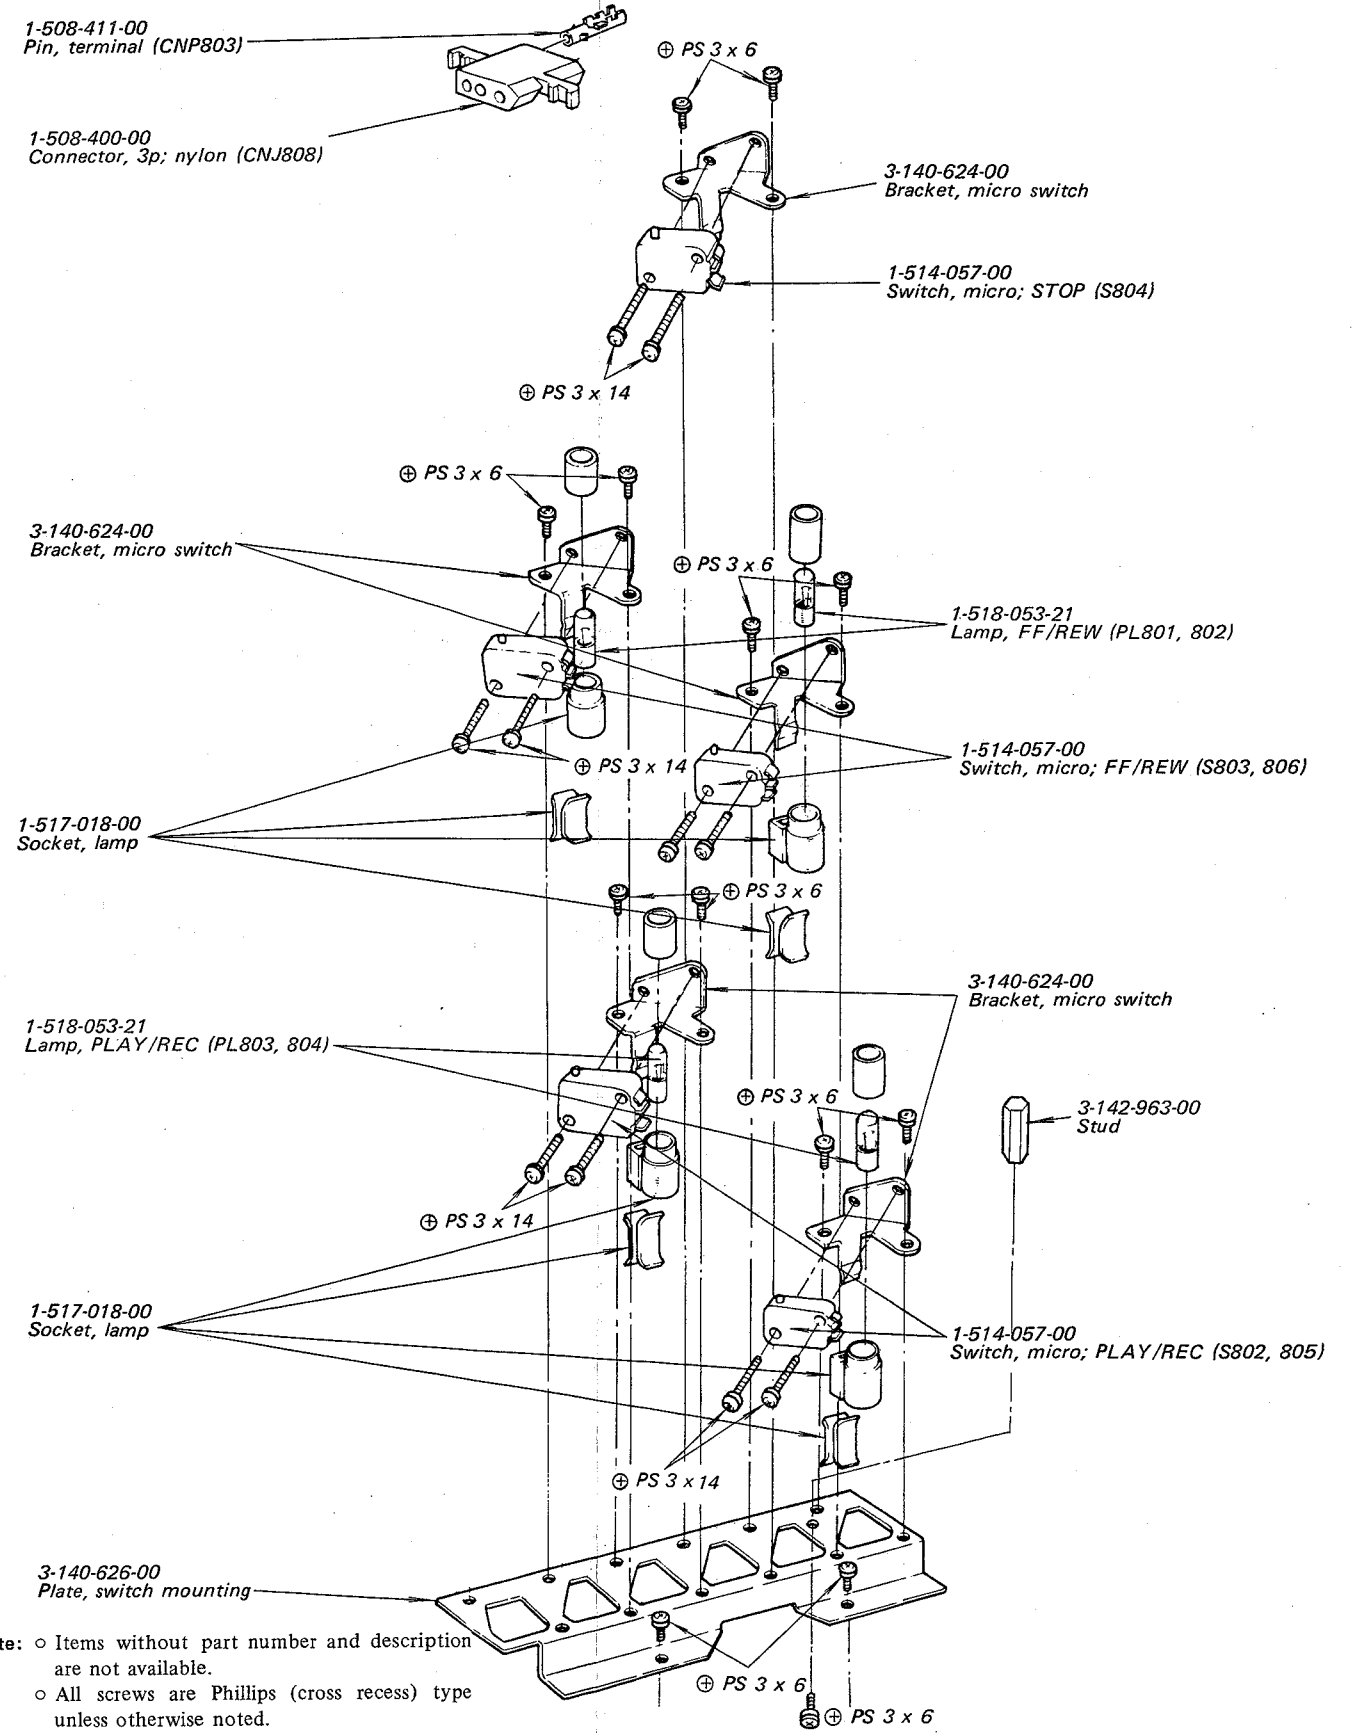 1-508-411-00
Pin, terminal (CNP803)
⊕ PS 3 x 6
1-508-400-00
Connector, 3p; nylon (CNJ808)
3-140-624-00
Bracket, micro switch
1-514-057-00
Switch, micro; STOP (S804)
⊕ PS 3 x 14
⊕ PS 3 x 6
3-140-624-00
Bracket, micro switch
⊕ PS 3 x 6
1-518-053-21
Lamp, FF/REW (PL801, 802)
1-514-057-00
Switch, micro; FF/REW (S803, 806)
⊕ PS 3 x 14
1-517-018-00
Socket, lamp
⊕ PS 3 x 6
3-140-624-00
Bracket, micro switch
1-518-053-21
Lamp, PLAY/REC (PL803, 804)
⊕ PS 3 x 6
3-142-963-00
Stud
⊕ PS 3 x 14
1-517-018-00
Socket, lamp
1-514-057-00
Switch, micro; PLAY/REC (S802, 805)
⊕ PS 3 x 14
3-140-626-00
Plate, switch mounting
te: ○ Items without part number and description
are not available.
○ All screws are Phillips (cross recess) type
unless otherwise noted.
⊕ PS 3 x 6
⊕ PS 3 x 6